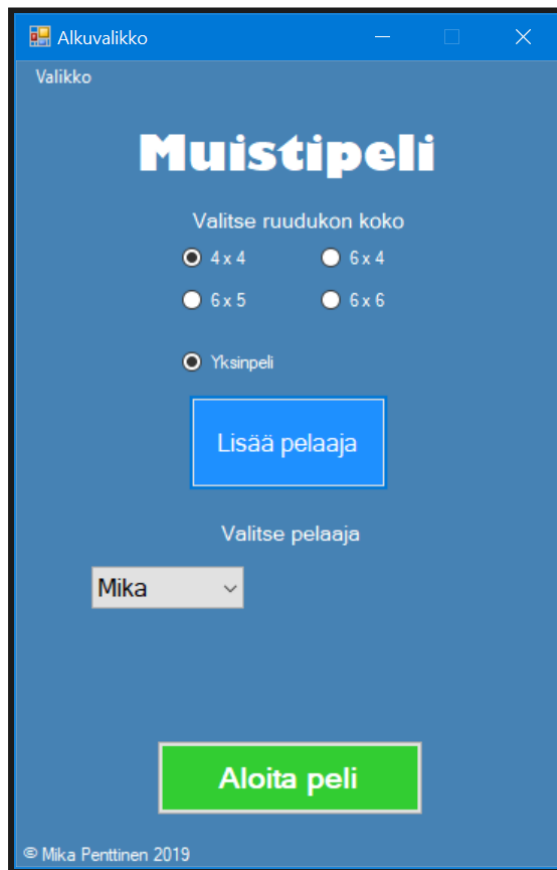 Alkuvalikko
Valikko
Muistipeli
Valitse ruudukon koko
4 x 4 6 x 4
6 x 5 6 x 6
Yksinpeli
Lisää pelaaja
Valitse pelaaja
Mika
Aloita peli
© Mika Penttinen 2019